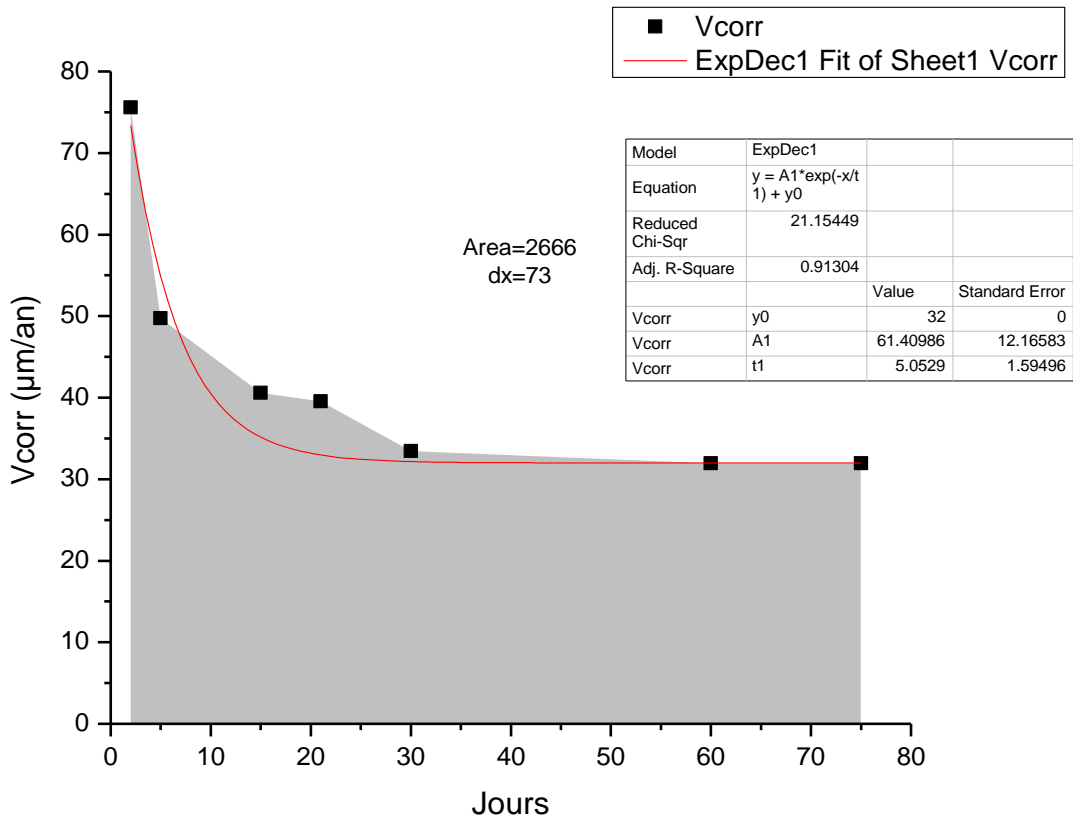 Vcorr
ExpDec1 Fit of Sheet1 Vcorr
Model ExpDec1
Equation y = A1*exp(-x/t
1) + y0
Reduced
Chi-Sqr 21.15449
Adj. R-Square 0.91304
Value Standard Error
Vcorr y0 32 0
Vcorr A1 61.40986 12.16583
Vcorr t1 5.0529 1.59496
Area=2666
dx=73
Vcorr (µm/an)
80
70
60
50
40
30
20
10
0
0 10 20 30 40 50 60 70 80
Jours